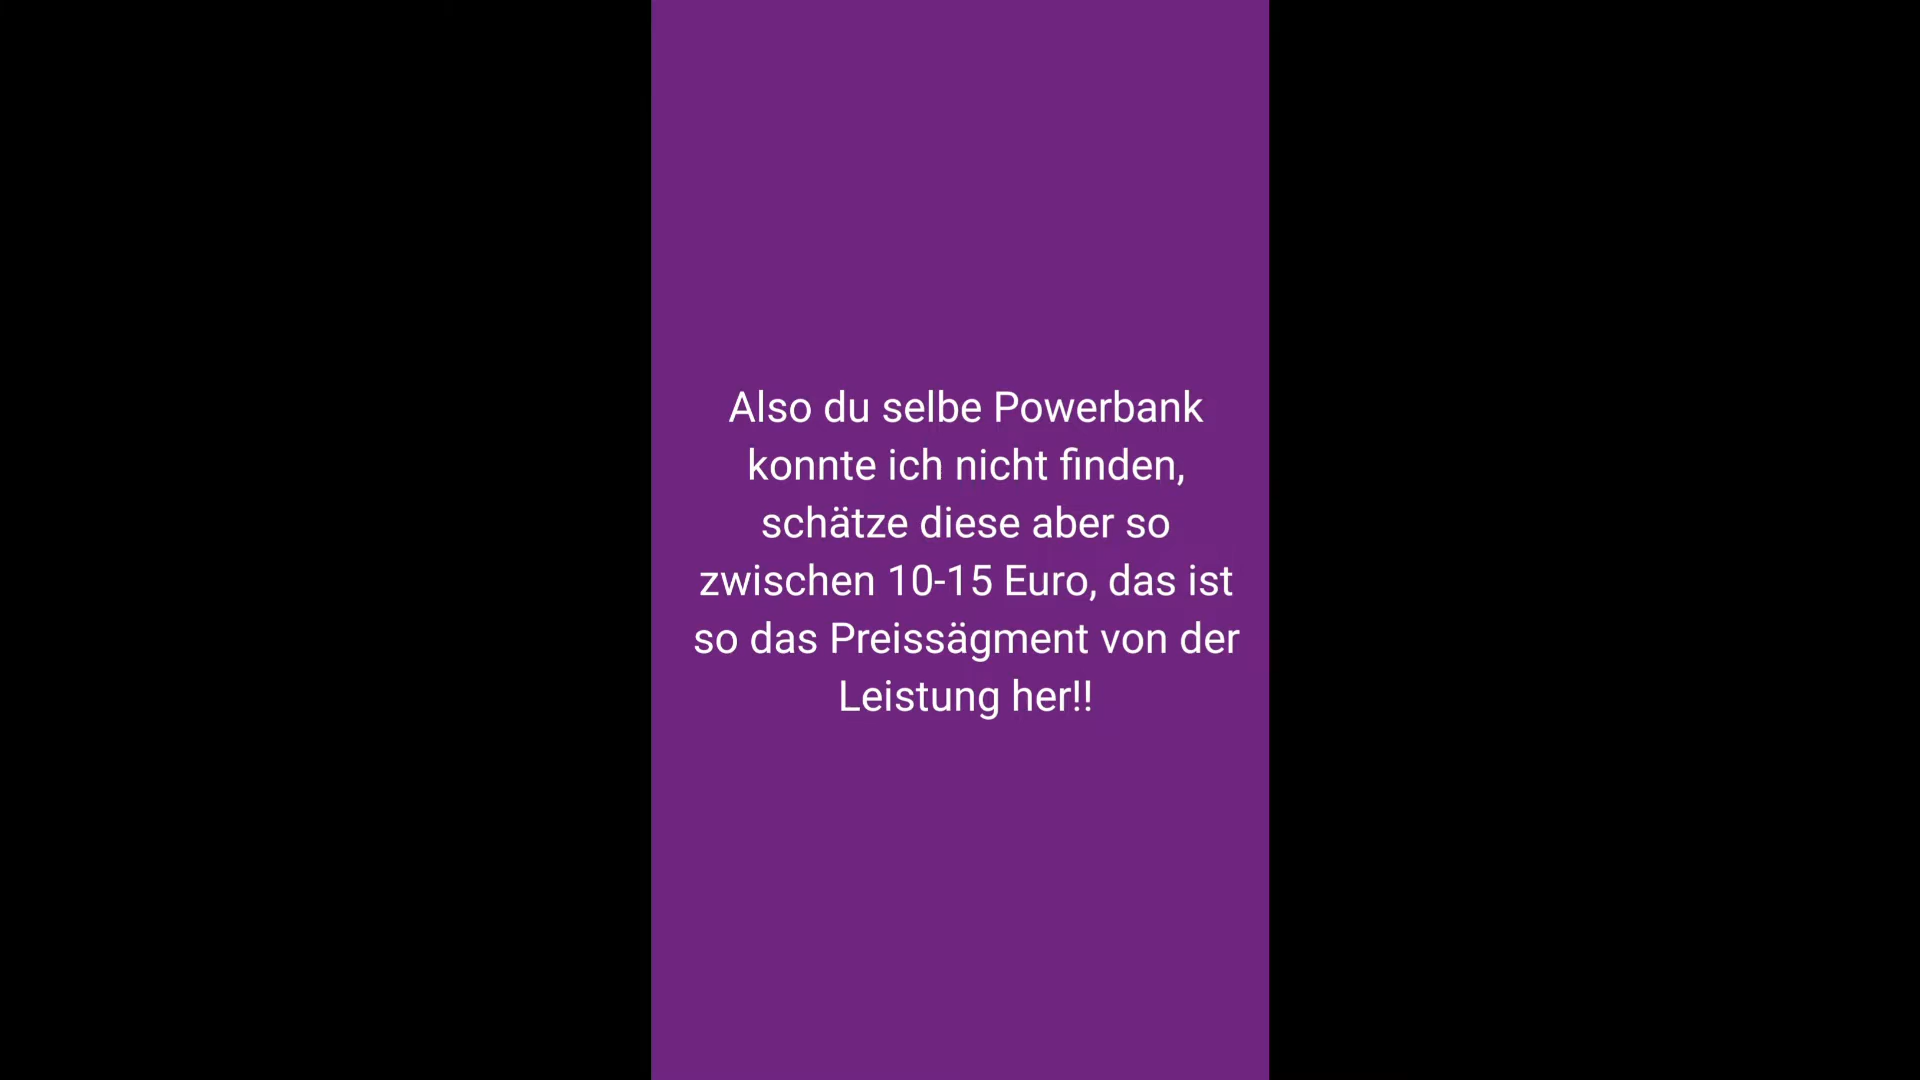 Also du selbe Powerbank
konnte ich nicht finden,
schätze diese aber so
zwischen 10-15 Euro, das ist
so das Preissägment von der
Leistung her!!